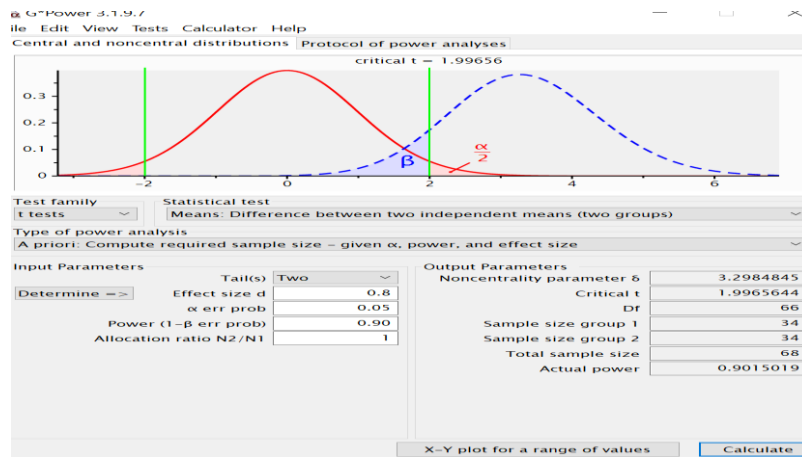 G*Power 3.1.9.7
ile Edit View Tests Calculator Help
Central and noncentral distributions Protocol of power analyses
critical t = 1.99656
0.3
0.2
0.1
0
β
α
2
-2 0 2 4 6
Test family Statistical test
t tests Means: Difference between two independent means (two groups)
Type of power analysis
A priori: Compute required sample size – given α, power, and effect size
Input Parameters Output Parameters
Tail(s) Two Noncentrality parameter δ 3.2984845
Determine => Effect size d 0.8 Critical t 1.9965644
α err prob 0.05 Df 66
Power (1-β err prob) 0.90 Sample size group 1 34
Allocation ratio N2/N1 1 Sample size group 2 34
Total sample size 68
Actual power 0.9015019
X-Y plot for a range of values Calculate